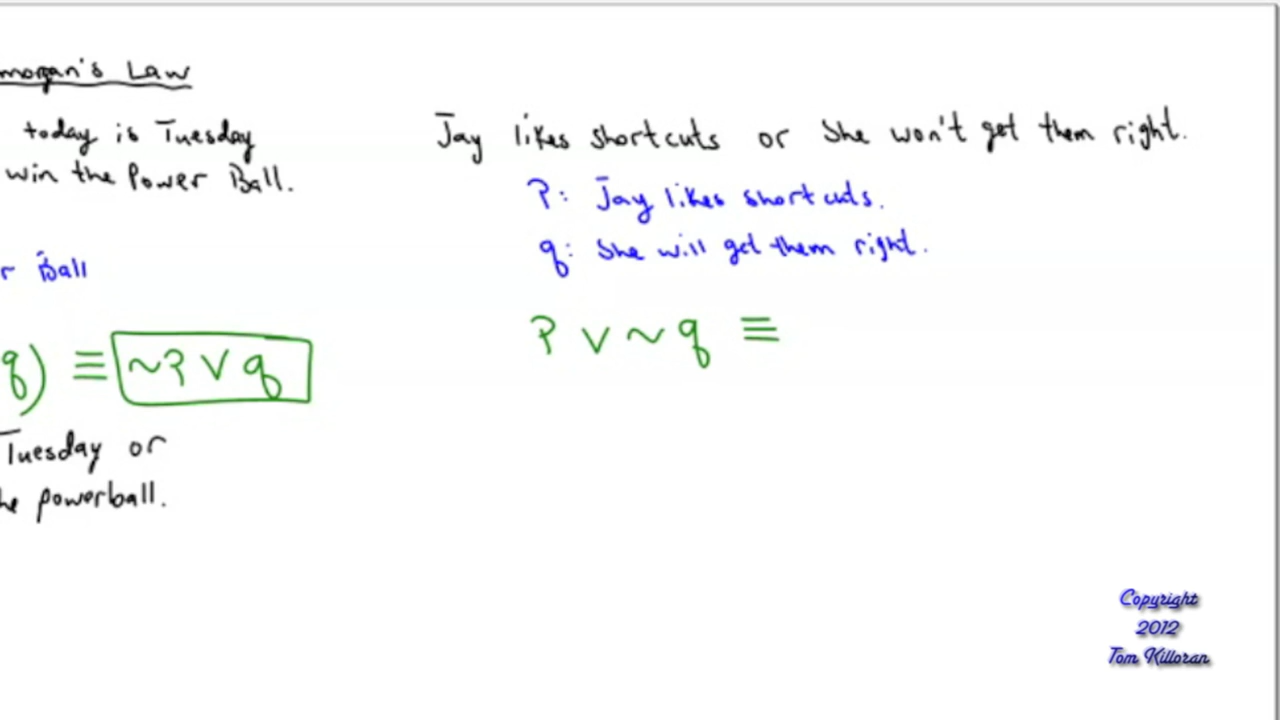 morgan's Law
today is Tuesday
win the Power Ball.
r Ball
q) ≡ ~P ∨ q
Tuesday or
he powerball.
Jay likes shortcuts or she won't get them right.
P: Jay likes shortcuts.
q: She will get them right.
P ∨ ~q ≡
Copyright
2012
Tom Killoran